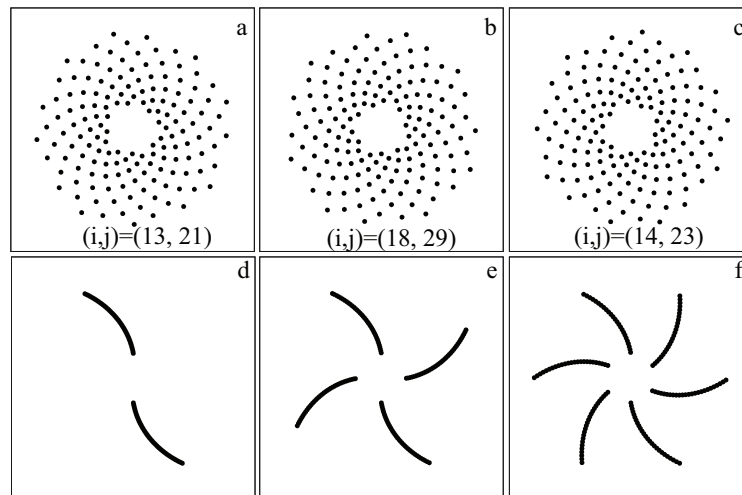 a
b
c
(i,j)=(13, 21)
(i,j)=(18, 29)
(i,j)=(14, 23)
d
e
f